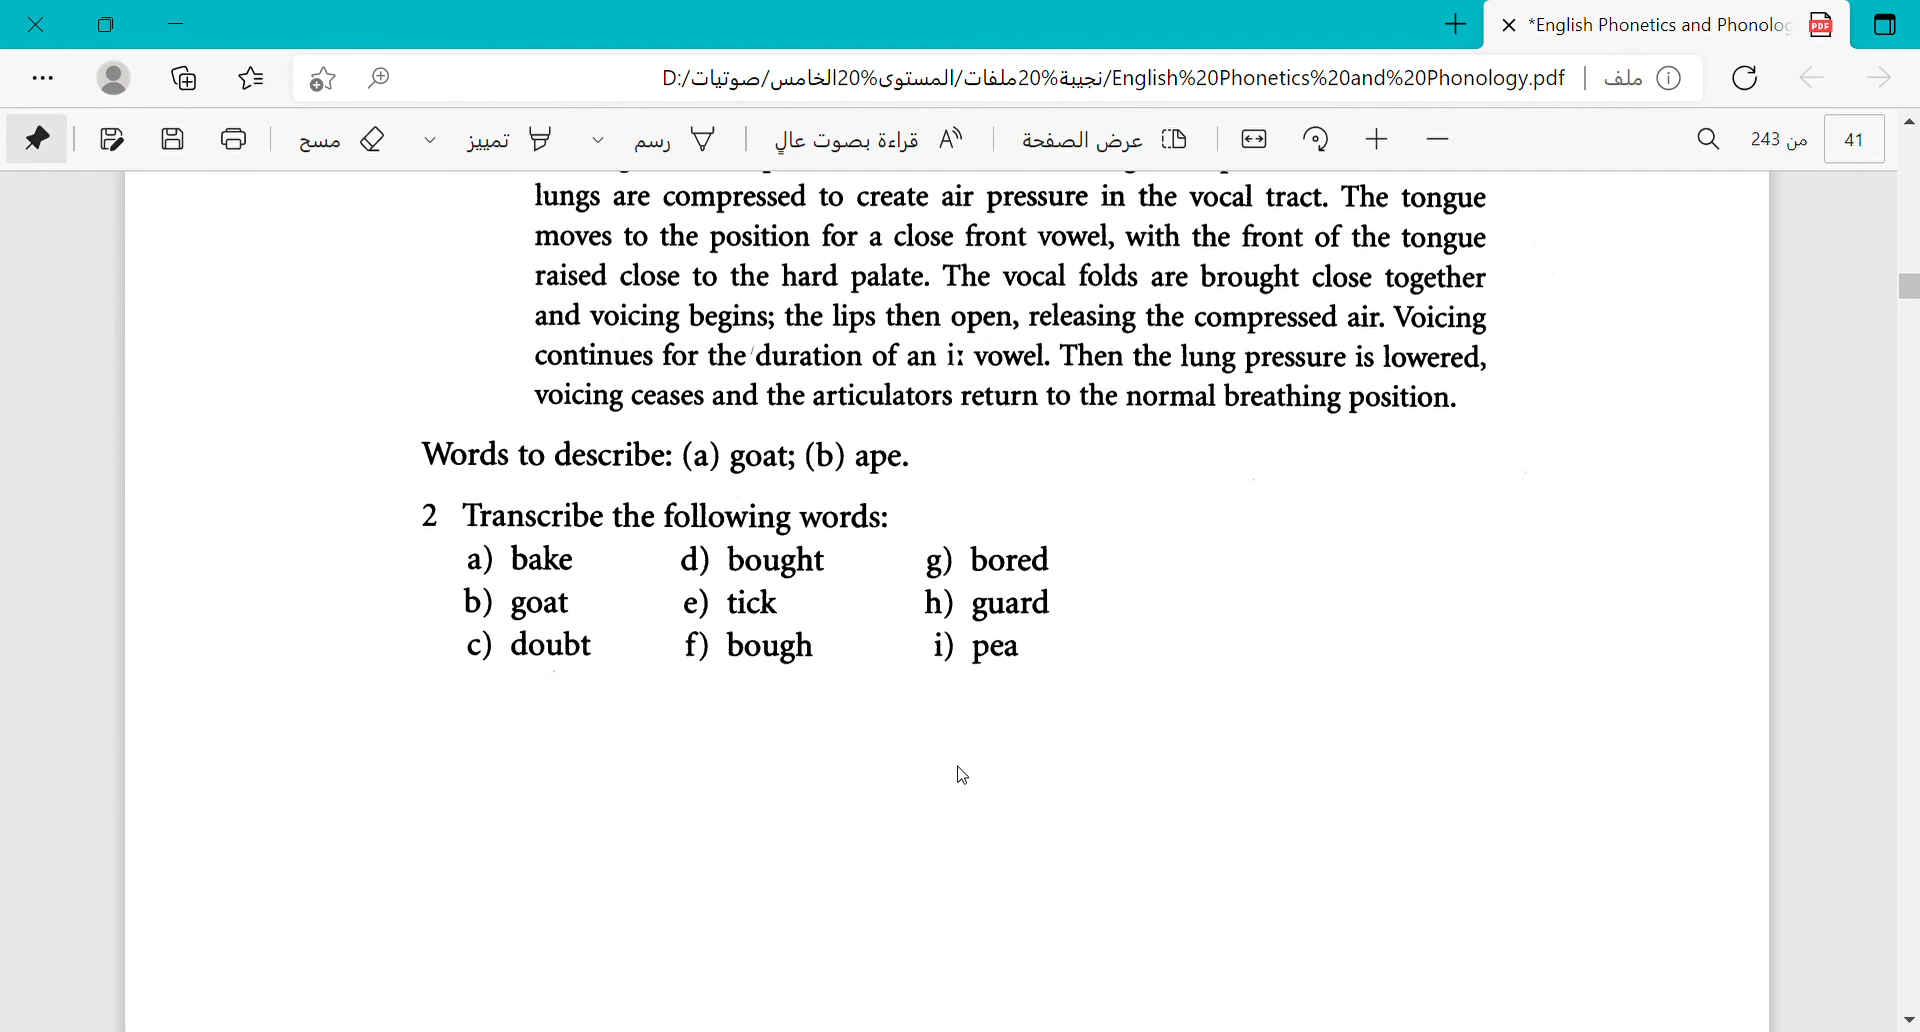 *English Phonetics and Phonolog
D:/نجيبة%20ملفات/المستوى%20الخامس/صوتيات/English%20Phonetics%20and%20Phonology.pdf
ملف
مسح
تمييز
رسم
قراءة بصوت عالٍ
عرض الصفحة
من 243
41
lungs are compressed to create air pressure in the vocal tract. The tongue
moves to the position for a close front vowel, with the front of the tongue
raised close to the hard palate. The vocal folds are brought close together
and voicing begins; the lips then open, releasing the compressed air. Voicing
continues for the duration of an iː vowel. Then the lung pressure is lowered,
voicing ceases and the articulators return to the normal breathing position.
Words to describe: (a) goat; (b) ape.
2 Transcribe the following words:
a) bake d) bought g) bored
b) goat e) tick h) guard
c) doubt f) bough i) pea